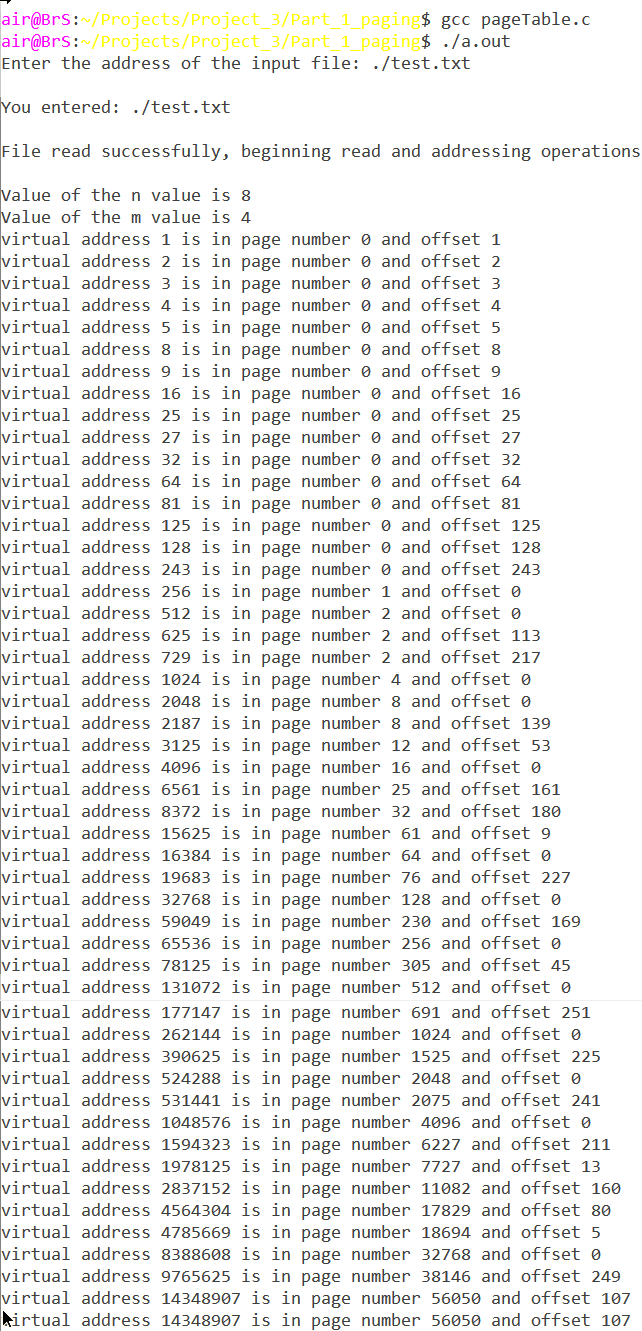 air@BrS:~/Projects/Project_3/Part_1_paging$ gcc pageTable.c
air@BrS:~/Projects/Project_3/Part_1_paging$ ./a.out
Enter the address of the input file: ./test.txt
You entered: ./test.txt
File read successfully, beginning read and addressing operations
Value of the n value is 8
Value of the m value is 4
virtual address 1 is in page number 0 and offset 1
virtual address 2 is in page number 0 and offset 2
virtual address 3 is in page number 0 and offset 3
virtual address 4 is in page number 0 and offset 4
virtual address 5 is in page number 0 and offset 5
virtual address 8 is in page number 0 and offset 8
virtual address 9 is in page number 0 and offset 9
virtual address 16 is in page number 0 and offset 16
virtual address 25 is in page number 0 and offset 25
virtual address 27 is in page number 0 and offset 27
virtual address 32 is in page number 0 and offset 32
virtual address 64 is in page number 0 and offset 64
virtual address 81 is in page number 0 and offset 81
virtual address 125 is in page number 0 and offset 125
virtual address 128 is in page number 0 and offset 128
virtual address 243 is in page number 0 and offset 243
virtual address 256 is in page number 1 and offset 0
virtual address 512 is in page number 2 and offset 0
virtual address 625 is in page number 2 and offset 113
virtual address 729 is in page number 2 and offset 217
virtual address 1024 is in page number 4 and offset 0
virtual address 2048 is in page number 8 and offset 0
virtual address 2187 is in page number 8 and offset 139
virtual address 3125 is in page number 12 and offset 53
virtual address 4096 is in page number 16 and offset 0
virtual address 6561 is in page number 25 and offset 161
virtual address 8372 is in page number 32 and offset 180
virtual address 15625 is in page number 61 and offset 9
virtual address 16384 is in page number 64 and offset 0
virtual address 19683 is in page number 76 and offset 227
virtual address 32768 is in page number 128 and offset 0
virtual address 59049 is in page number 230 and offset 169
virtual address 65536 is in page number 256 and offset 0
virtual address 78125 is in page number 305 and offset 45
virtual address 131072 is in page number 512 and offset 0
virtual address 177147 is in page number 691 and offset 251
virtual address 262144 is in page number 1024 and offset 0
virtual address 390625 is in page number 1525 and offset 225
virtual address 524288 is in page number 2048 and offset 0
virtual address 531441 is in page number 2075 and offset 241
virtual address 1048576 is in page number 4096 and offset 0
virtual address 1594323 is in page number 6227 and offset 211
virtual address 1978125 is in page number 7727 and offset 13
virtual address 2837152 is in page number 11082 and offset 160
virtual address 4564304 is in page number 17829 and offset 80
virtual address 4785669 is in page number 18694 and offset 5
virtual address 8388608 is in page number 32768 and offset 0
virtual address 9765625 is in page number 38146 and offset 249
virtual address 14348907 is in page number 56050 and offset 107
virtual address 14348907 is in page number 56050 and offset 107